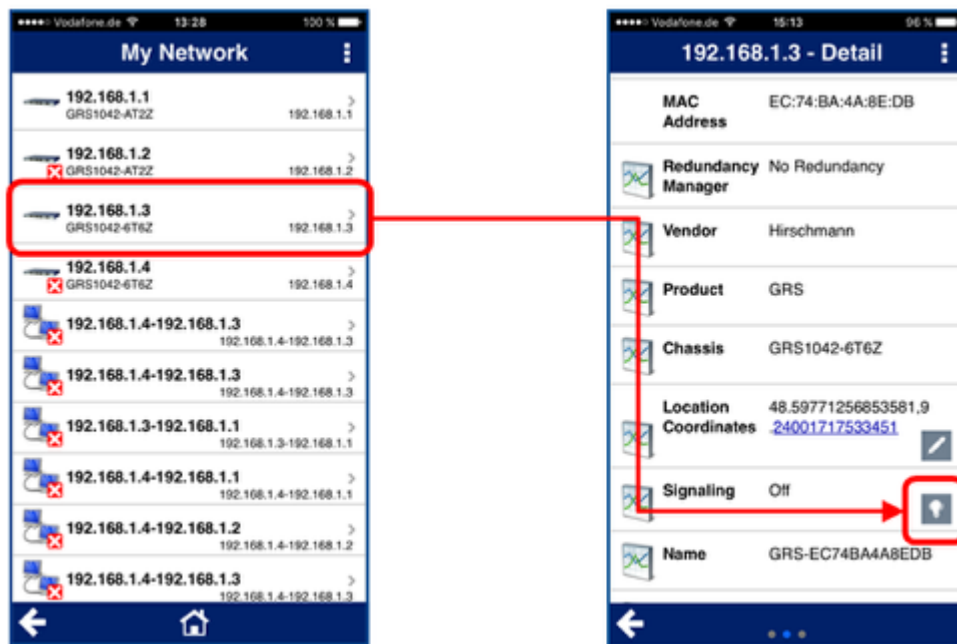 Vodafone.de 13:28 100 %
My Network
192.168.1.1
GRS1042-AT2Z 192.168.1.1
192.168.1.2
GRS1042-AT2Z 192.168.1.2
192.168.1.3
GRS1042-6T6Z 192.168.1.3
192.168.1.4
GRS1042-6T6Z 192.168.1.4
192.168.1.4-192.168.1.3
192.168.1.4-192.168.1.3
192.168.1.4-192.168.1.3
192.168.1.4-192.168.1.3
192.168.1.3-192.168.1.1
192.168.1.3-192.168.1.1
192.168.1.4-192.168.1.1
192.168.1.4-192.168.1.1
192.168.1.4-192.168.1.2
192.168.1.4-192.168.1.2
192.168.1.4-192.168.1.3
192.168.1.4-192.168.1.3
Vodafone.de 15:13 96 %
192.168.1.3 - Detail
MAC EC:74:BA:4A:8E:DB
Address
Redundancy No Redundancy
Manager
Vendor Hirschmann
Product GRS
Chassis GRS1042-6T6Z
Location 48.59771256853581,9
Coordinates .24001717533451
Signaling Off
Name GRS-EC74BA4A8EDB